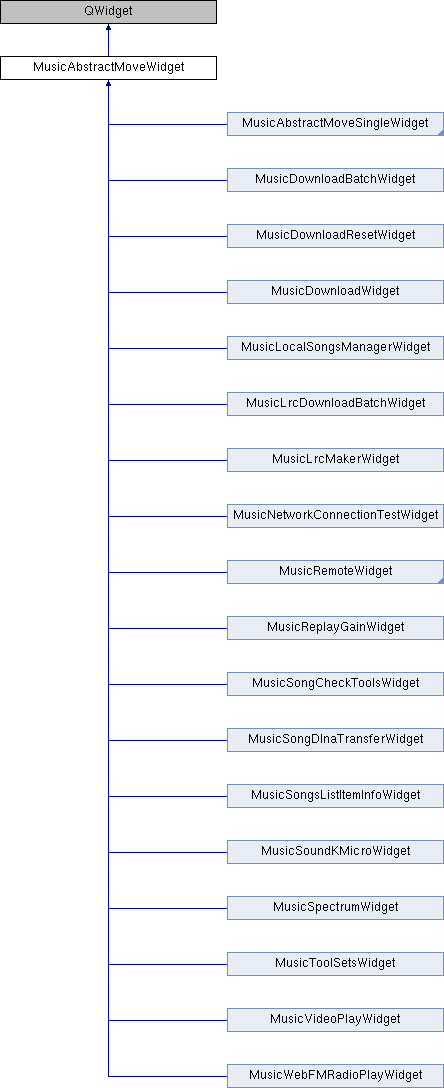 QWidget
MusicAbstractMoveWidget
MusicAbstractMoveSingleWidget
MusicDownloadBatchWidget
MusicDownloadResetWidget
MusicDownloadWidget
MusicLocalSongsManagerWidget
MusicLrcDownloadBatchWidget
MusicLrcMakerWidget
MusicNetworkConnectionTestWidget
MusicRemoteWidget
MusicReplayGainWidget
MusicSongCheckToolsWidget
MusicSongDlnaTransferWidget
MusicSongsListItemInfoWidget
MusicSoundKMicroWidget
MusicSpectrumWidget
MusicToolSetsWidget
MusicVideoPlayWidget
MusicWebFMRadioPlayWidget